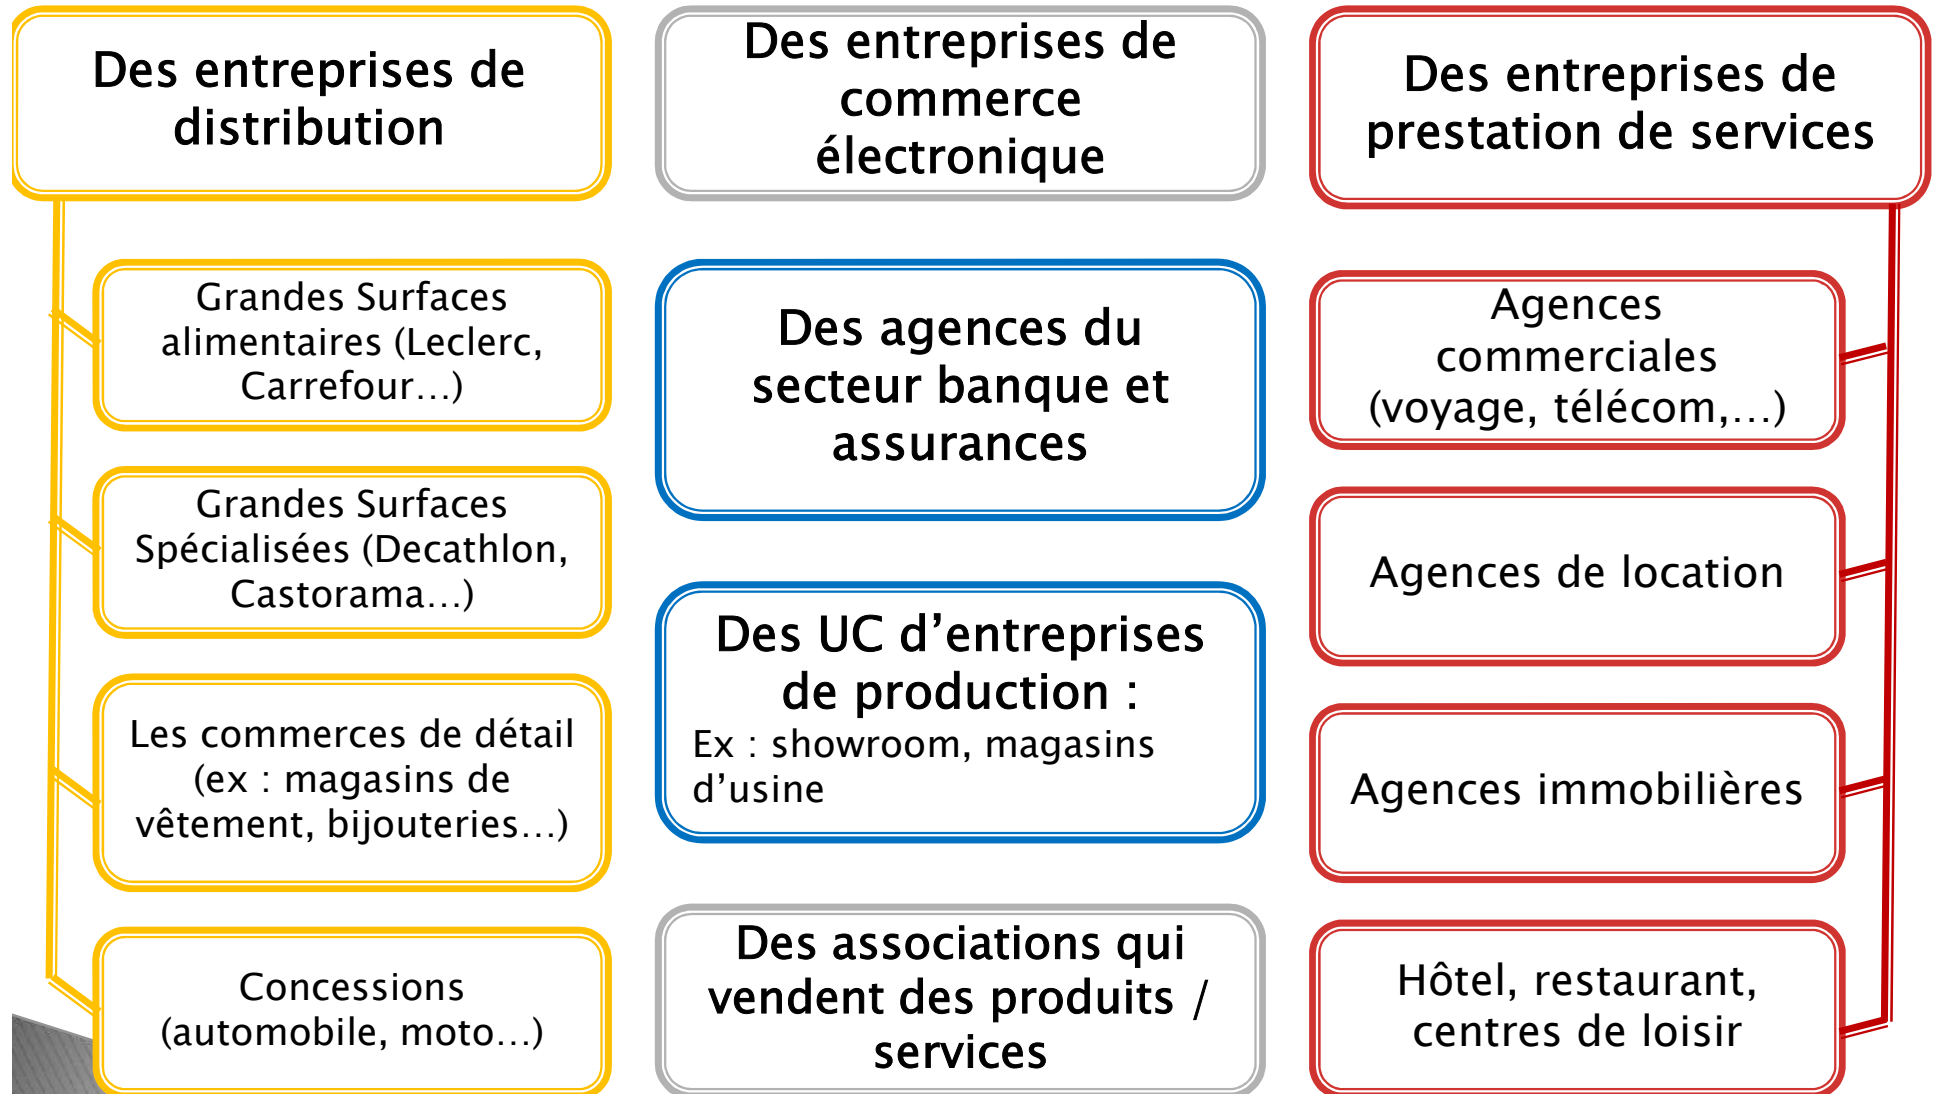 Des entreprises de
distribution
Grandes Surfaces
alimentaires (Leclerc,
Carrefour…)
Grandes Surfaces
Spécialisées (Decathlon,
Castorama…)
Les commerces de détail
(ex : magasins de
vêtement, bijouteries…)
Concessions
(automobile, moto…)
Des entreprises de
commerce
électronique
Des agences du
secteur banque et
assurances
Des UC d’entreprises
de production :
Ex : showroom, magasins
d’usine
Des associations qui
vendent des produits /
services
Des entreprises de
prestation de services
Agences
commerciales
(voyage, télécom,…)
Agences de location
Agences immobilières
Hôtel, restaurant,
centres de loisir